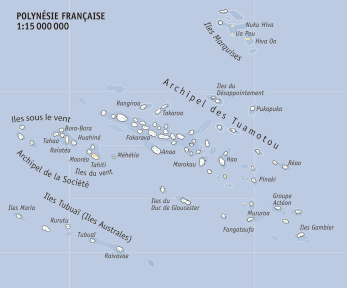 POLYNÉSIE FRANÇAISE
1:15 000 000
Iles Marquises
Nuku Hiva
Ua Pou
Hiva Oa
Archipel des Tuamotou
Iles du
Désappointement
Rangiroa
Takaroa
Pukapuka
Iles sous le vent
Bora-Bora
Tahaa
Huahiné
Raiatéa
Fakarava
Mooréa
Méhétia
Tahiti
Iles du vent
Anaa
Marokau
Hao
Réao
Pinaki
Archipel de la Société
Iles du
Duc de Gloucester
Groupe
Actéon
Iles Maria
Iles Tubuaï (Iles Australes)
Rurutu
Tubuaï
Raivavae
Mururoa
Fangataufa
Iles Gambier